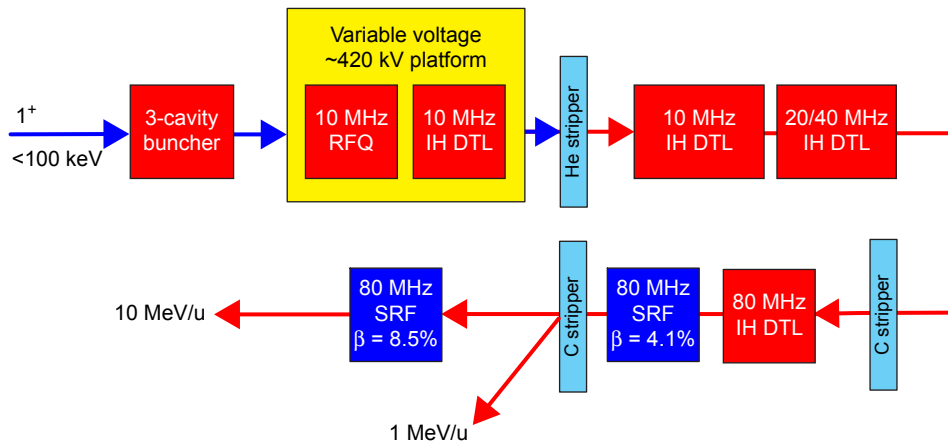 1⁺
<100 keV
3-cavity
buncher
Variable voltage
~420 kV platform
10 MHz
RFQ
10 MHz
IH DTL
He stripper
10 MHz
IH DTL
20/40 MHz
IH DTL
10 MeV/u
80 MHz
SRF
β = 8.5%
C stripper
80 MHz
SRF
β = 4.1%
80 MHz
IH DTL
C stripper
1 MeV/u